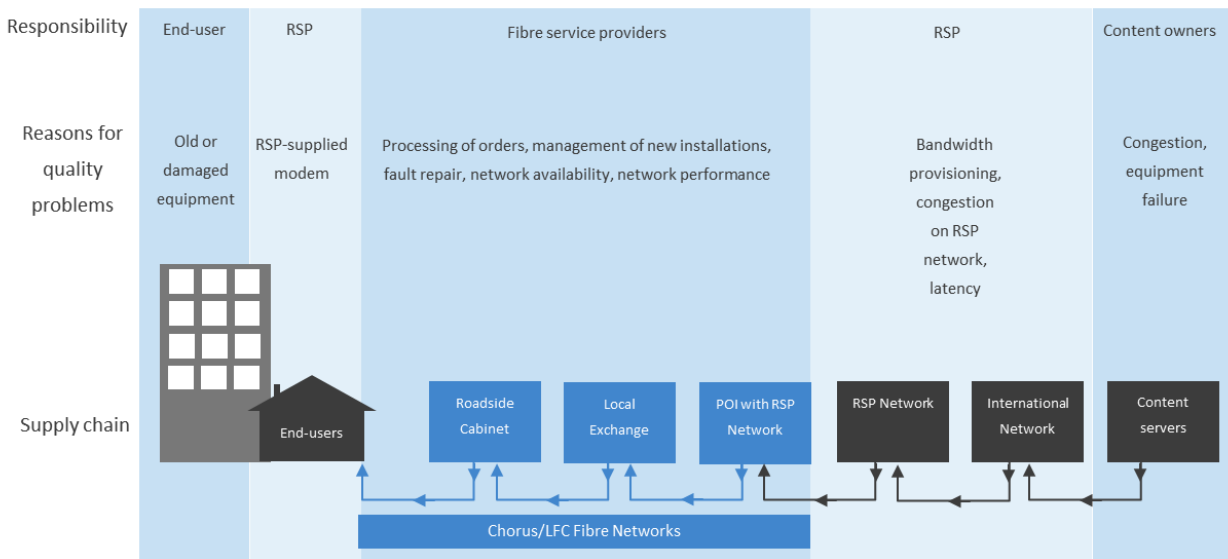 Responsibility
End-user
RSP
Fibre service providers
RSP
Content owners
Reasons for
quality
problems
Old or
damaged
equipment
RSP-supplied
modem
Processing of orders, management of new installations,
fault repair, network availability, network performance
Bandwidth
provisioning,
congestion
on RSP
network,
latency
Congestion,
equipment
failure
Supply chain
End-users
Roadside
Cabinet
Local
Exchange
POI with RSP
Network
RSP Network
International
Network
Content
servers
Chorus/LFC Fibre Networks